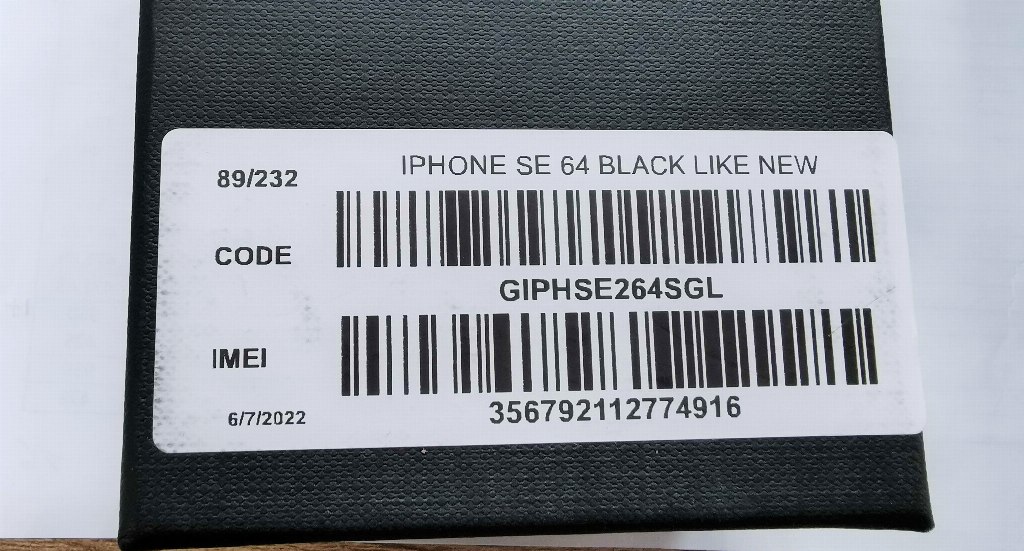 89/232
IPHONE SE 64 BLACK LIKE NEW
CODE
GIPHSE264SGL
IMEI
356792112774916
6/7/2022